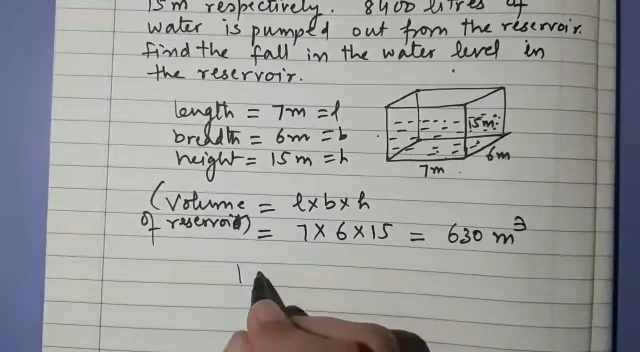 15m respectively. 8400 litres of
water is pumped out from the reservoir.
find the fall in the water level in
the reservoir.
length = 7m = l
breadth = 6m = b
height = 15m = h
15m
6m
7m
(Volume = l×b×h
of reservoir) = 7×6×15 = 630 m³
1